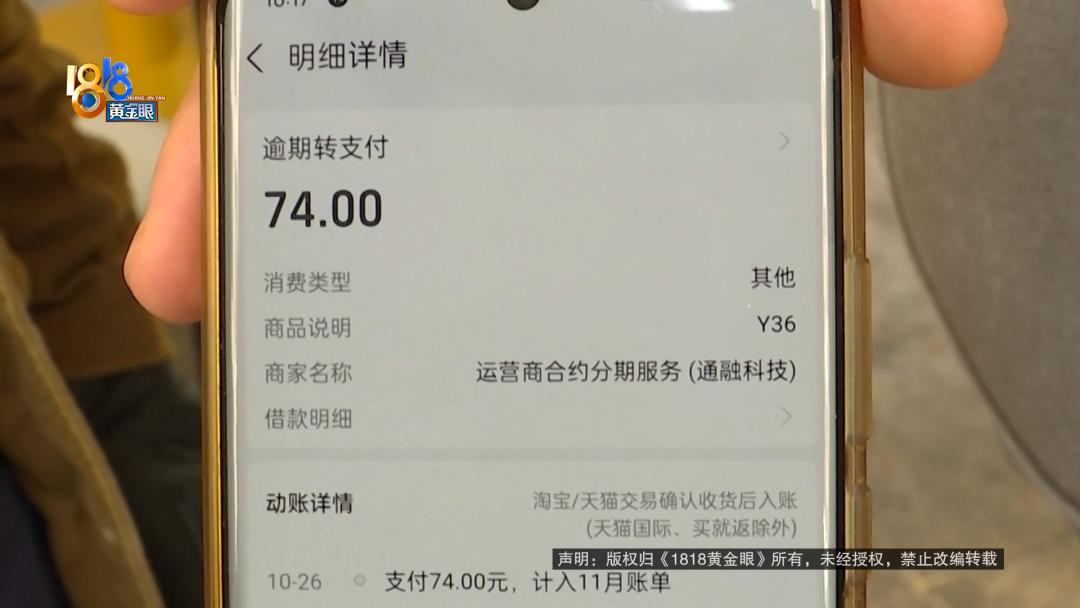 1818
HUANG JIN YAN
黄金眼
明细详情
逾期转支付
74.00
消费类型 其他
商品说明 Y36
商家名称 运营商合约分期服务 (通融科技)
借款明细
动账详情 淘宝/天猫交易确认收货后入账
(天猫国际、买就返除外)
声明：版权归《1818黄金眼》所有，未经授权，禁止改编转载
10-26 支付74.00元，计入11月账单